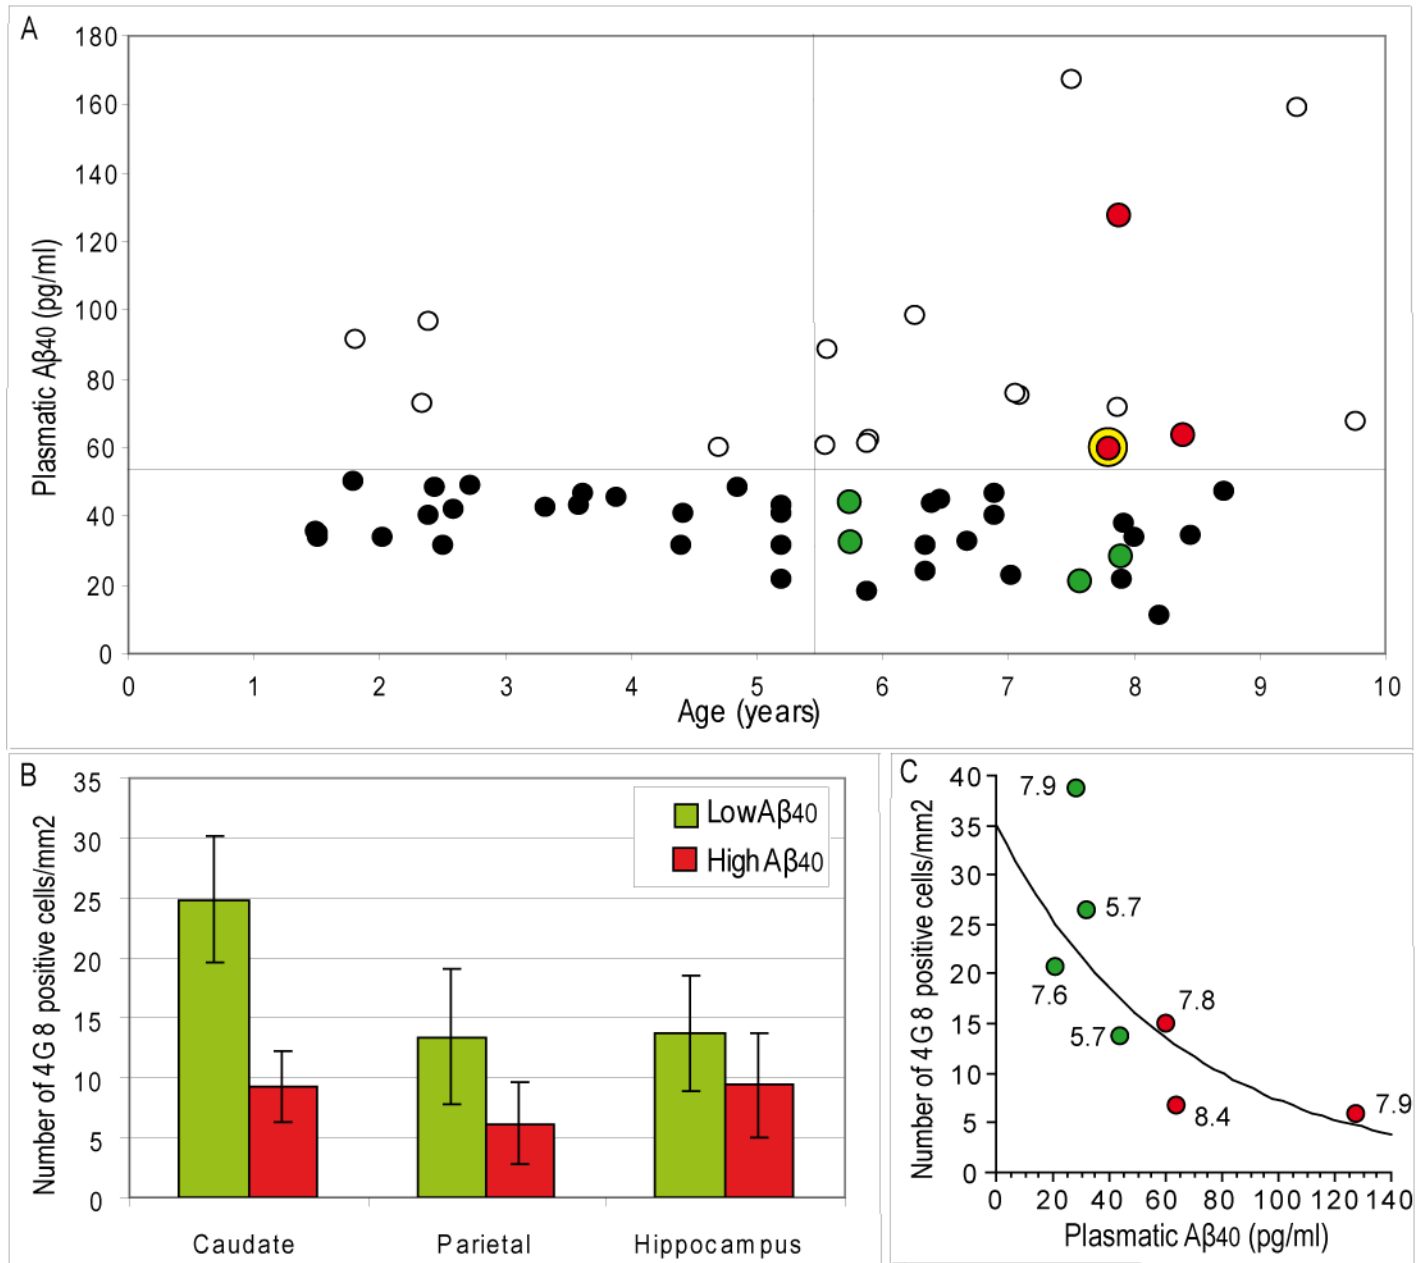 A
180
160
140
120
100
80
60
40
20
0
Plasmatic Aβ40 (pg/ml)
0 1 2 3 4 5 6 7 8 9 10
Age (years)
B
35
30
25
20
15
10
5
0
Number of 4G8 positive cells/mm2
LowAβ40
High Aβ40
Caudate Parietal Hippocampus
C
40
35
30
25
20
15
10
5
0
Number of 4G8 positive cells/mm2
7.9
5.7
7.6
7.8
5.7
8.4
7.9
0 20 40 60 80 100 120 140
Plasmatic Aβ40 (pg/ml)